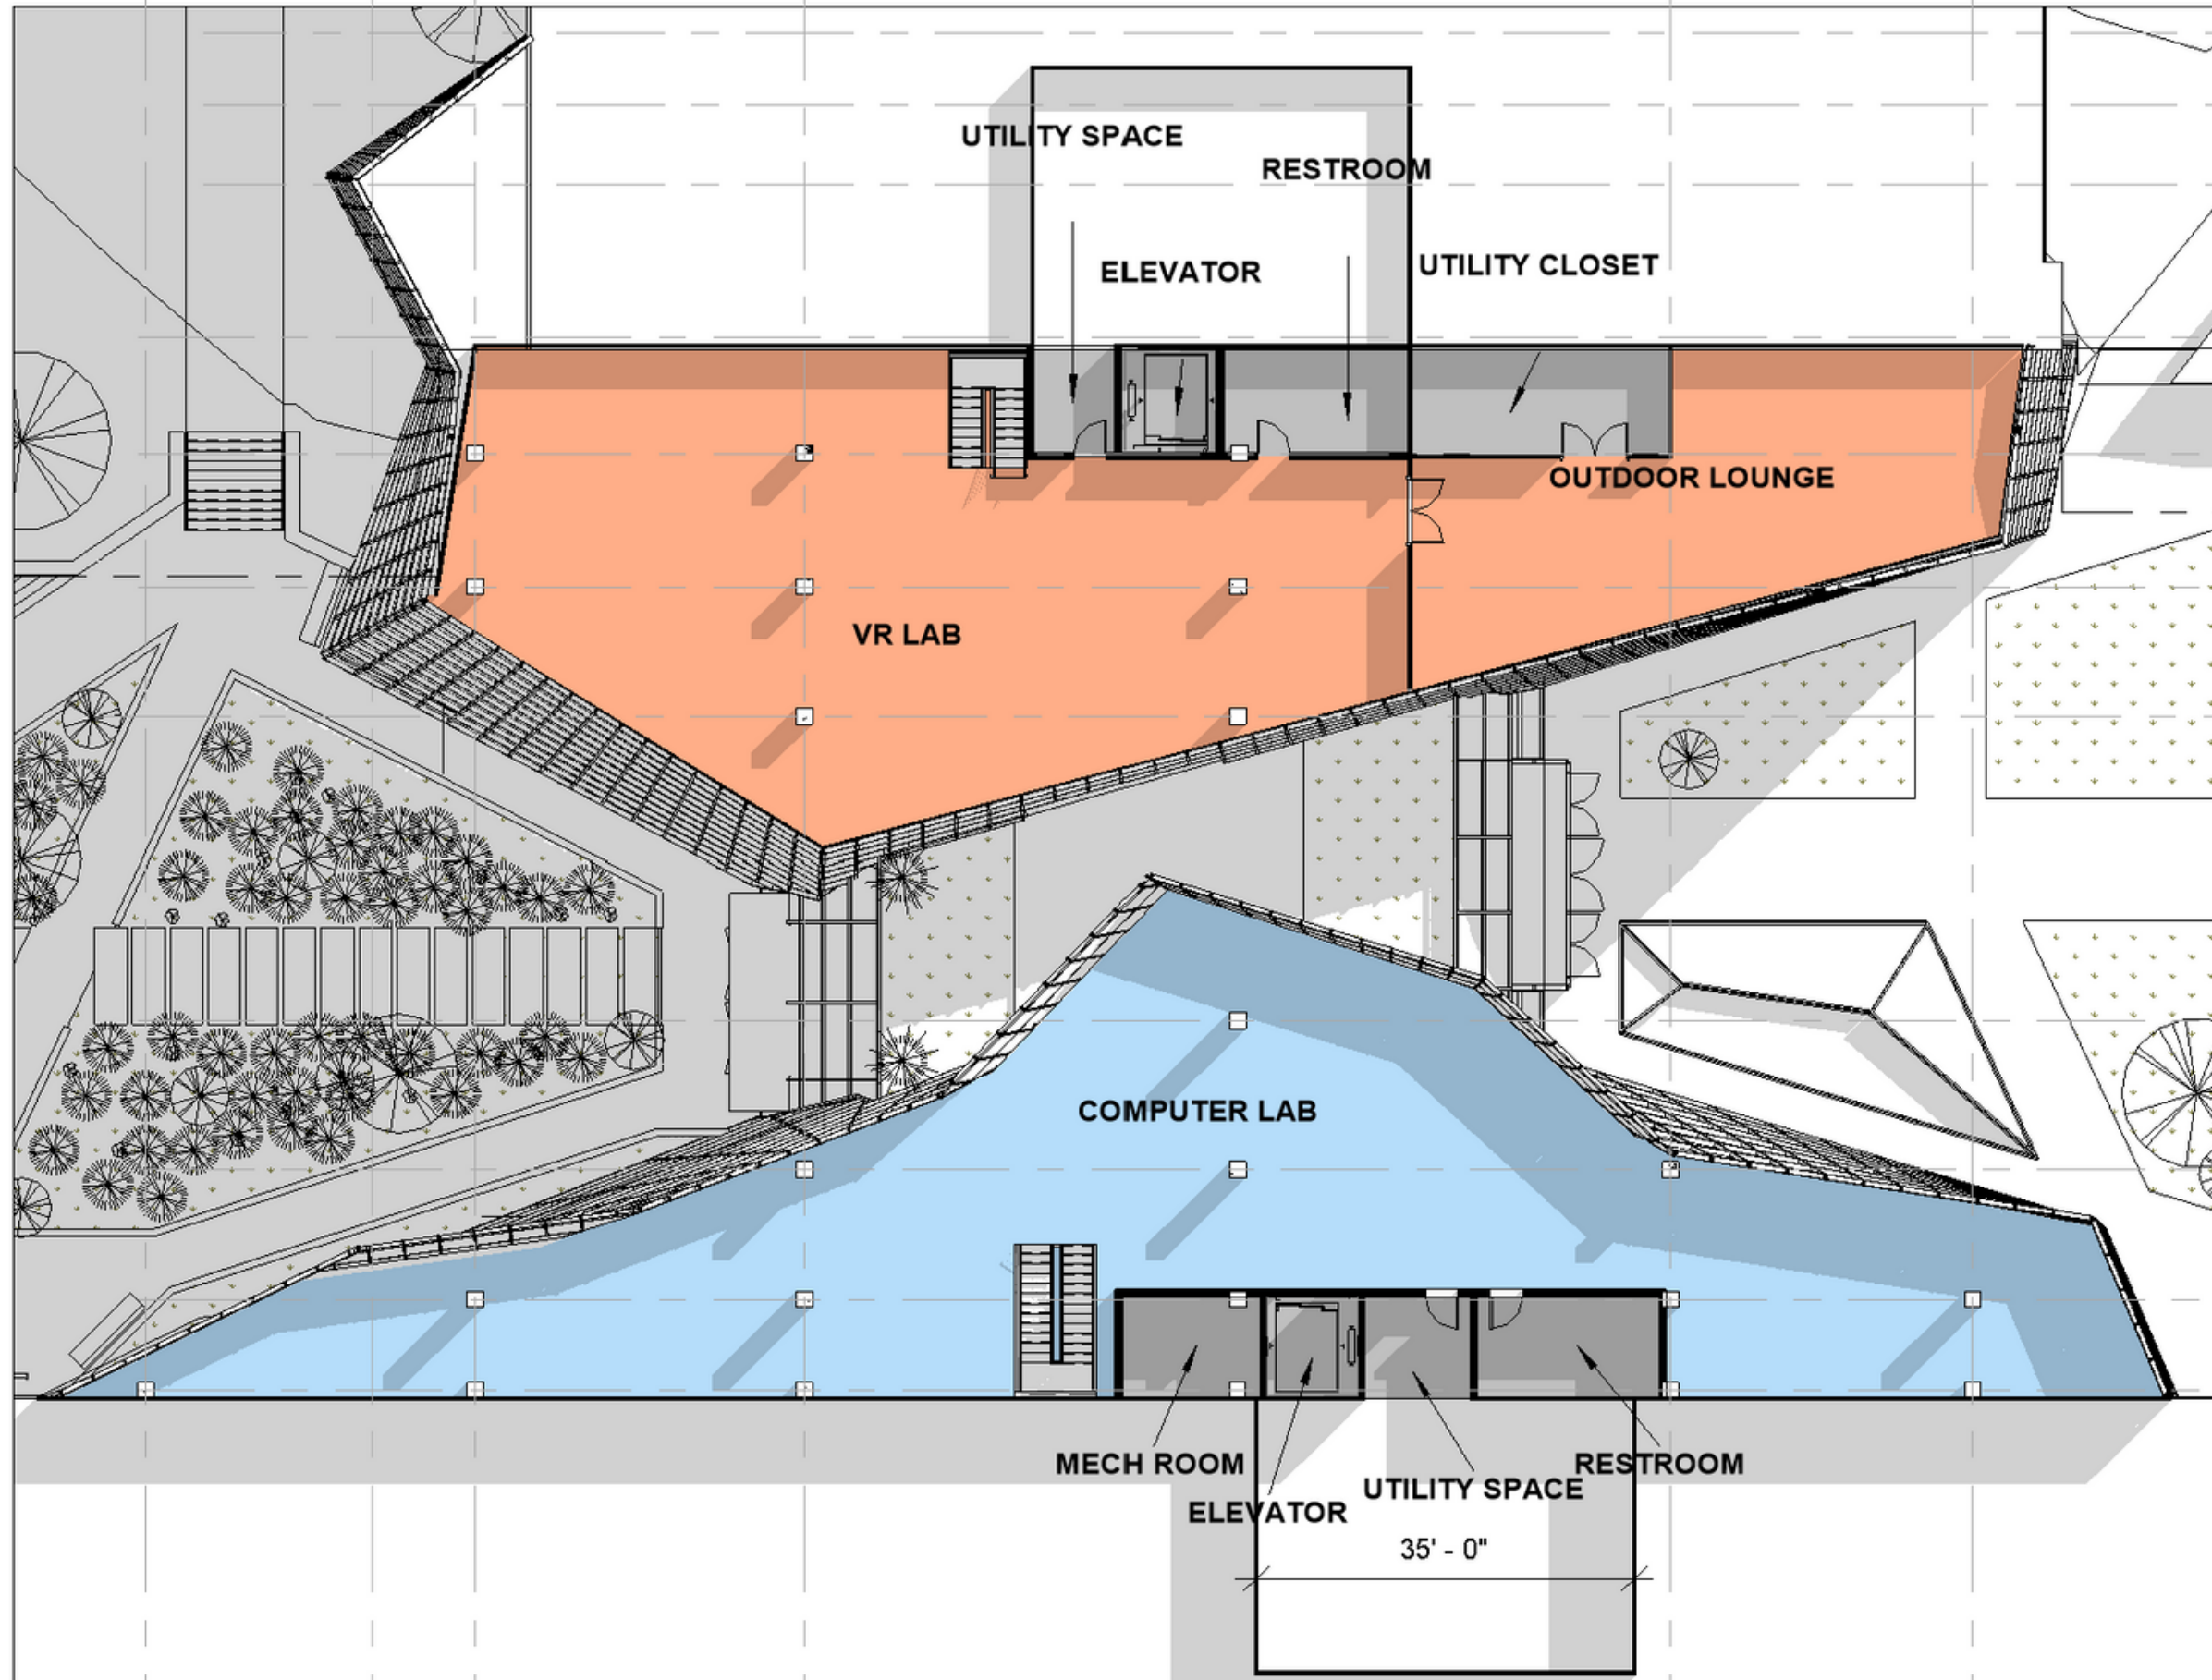 UTILITY SPACE
RESTROOM
ELEVATOR
UTILITY CLOSET
OUTDOOR LOUNGE
VR LAB
COMPUTER LAB
MECH ROOM
RESTROOM
UTILITY SPACE
ELEVATOR
35' - 0"